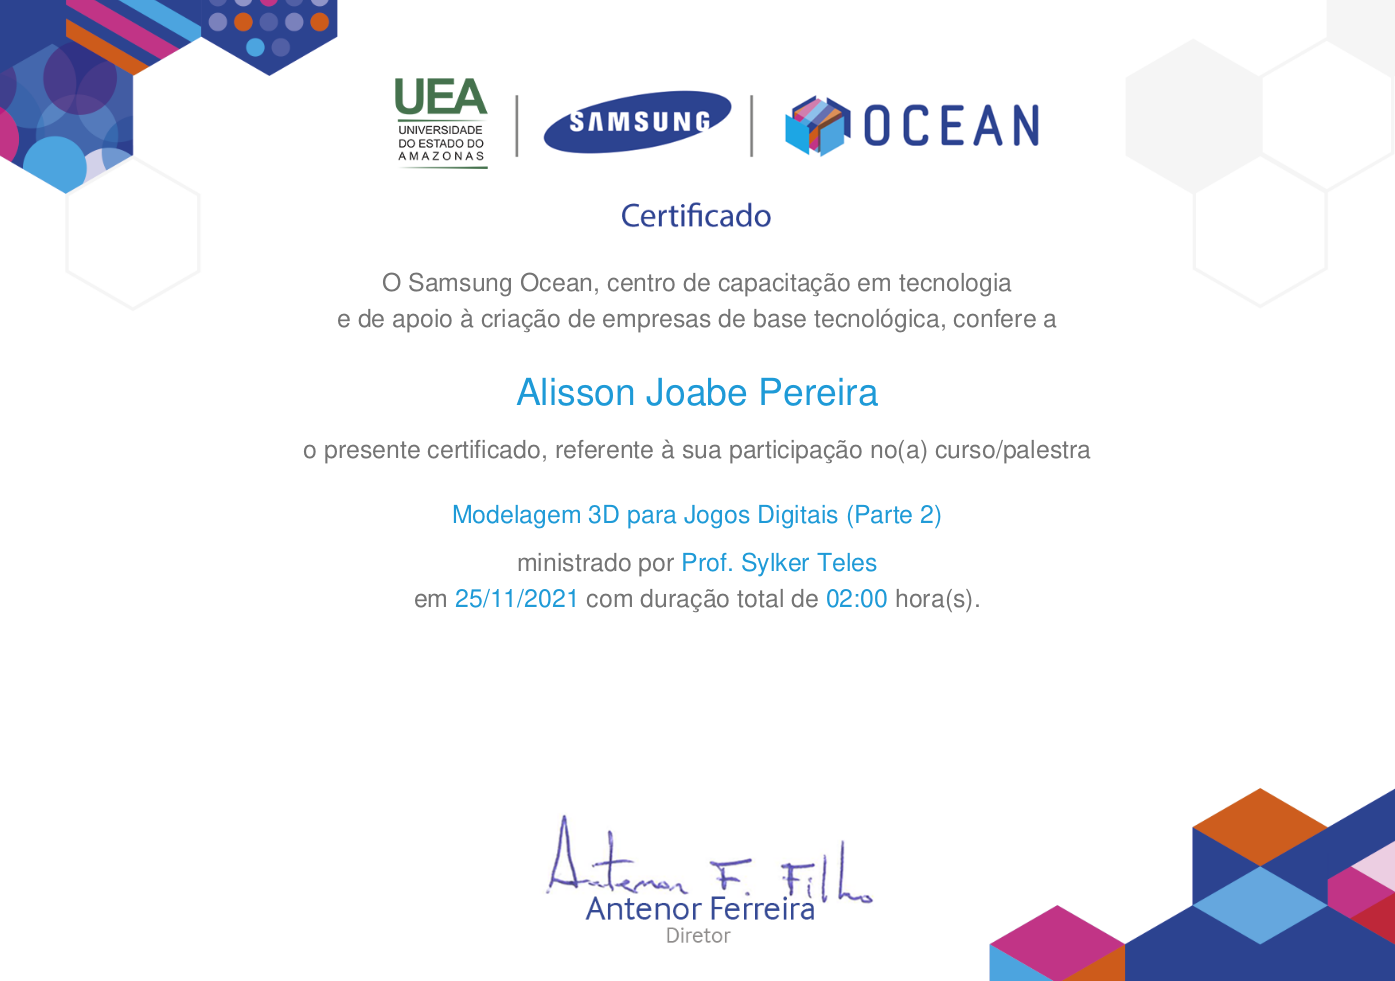 UEA
UNIVERSIDADE
DO ESTADO DO
AMAZONAS
SAMSUNG
OCEAN
Certificado
O Samsung Ocean, centro de capacitação em tecnologia
e de apoio à criação de empresas de base tecnológica, confere a
Alisson Joabe Pereira
o presente certificado, referente à sua participação no(a) curso/palestra
Modelagem 3D para Jogos Digitais (Parte 2)
ministrado por Prof. Sylker Teles
em 25/11/2021 com duração total de 02:00 hora(s).
Antenor F. Filho
Antenor Ferreira
Diretor